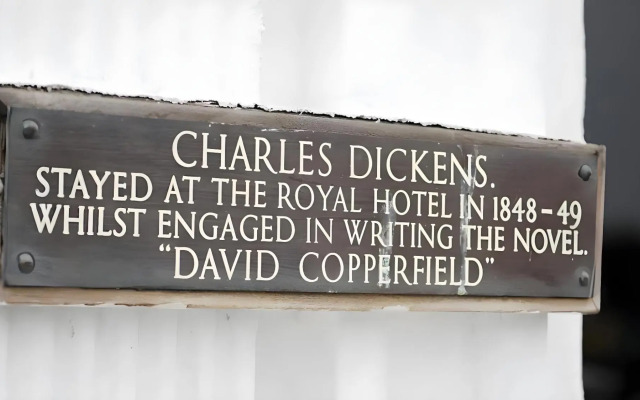 CHARLES DICKENS.
STAYED AT THE ROYAL HOTEL IN 1848-49
WHILST ENGAGED IN WRITING THE NOVEL.
"DAVID COPPERFIELD"